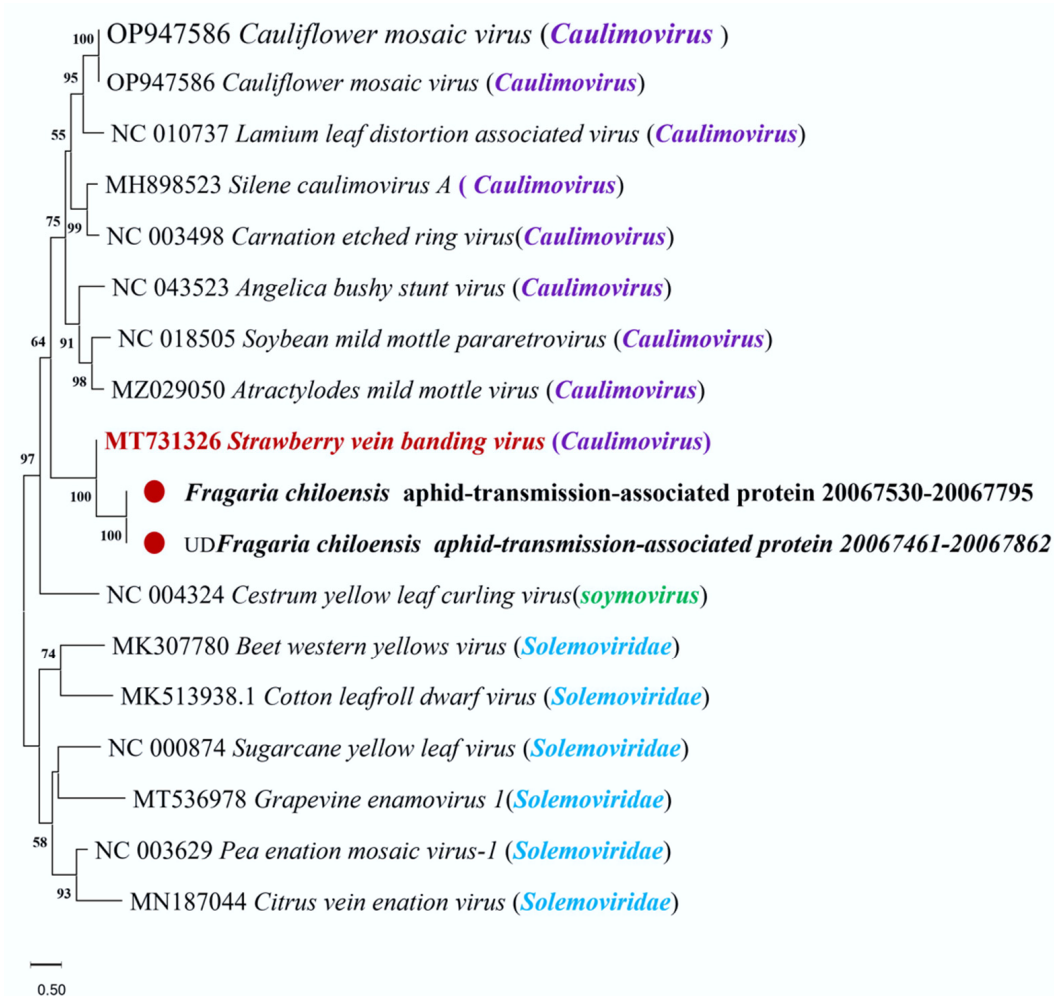 100 OP947586 Cauliflower mosaic virus (Caulimovirus )
95 OP947586 Cauliflower mosaic virus (Caulimovirus)
55 NC 010737 Lamium leaf distortion associated virus (Caulimovirus)
MH898523 Silene caulimovirus A ( Caulimovirus)
75 99 NC 003498 Carnation etched ring virus(Caulimovirus)
NC 043523 Angelica bushy stunt virus (Caulimovirus)
64 91 NC 018505 Soybean mild mottle pararetrovirus (Caulimovirus)
98 MZ029050 Atractylodes mild mottle virus (Caulimovirus)
MT731326 Strawberry vein banding virus (Caulimovirus)
97
100 Fragaria chiloensis aphid-transmission-associated protein 20067530-20067795
100 UDFragaria chiloensis aphid-transmission-associated protein 20067461-20067862
NC 004324 Cestrum yellow leaf curling virus(soymovirus)
74 MK307780 Beet western yellows virus (Solemoviridae)
MK513938.1 Cotton leafroll dwarf virus (Solemoviridae)
NC 000874 Sugarcane yellow leaf virus (Solemoviridae)
MT536978 Grapevine enamovirus 1(Solemoviridae)
58 NC 003629 Pea enation mosaic virus-1 (Solemoviridae)
93 MN187044 Citrus vein enation virus (Solemoviridae)
0.50